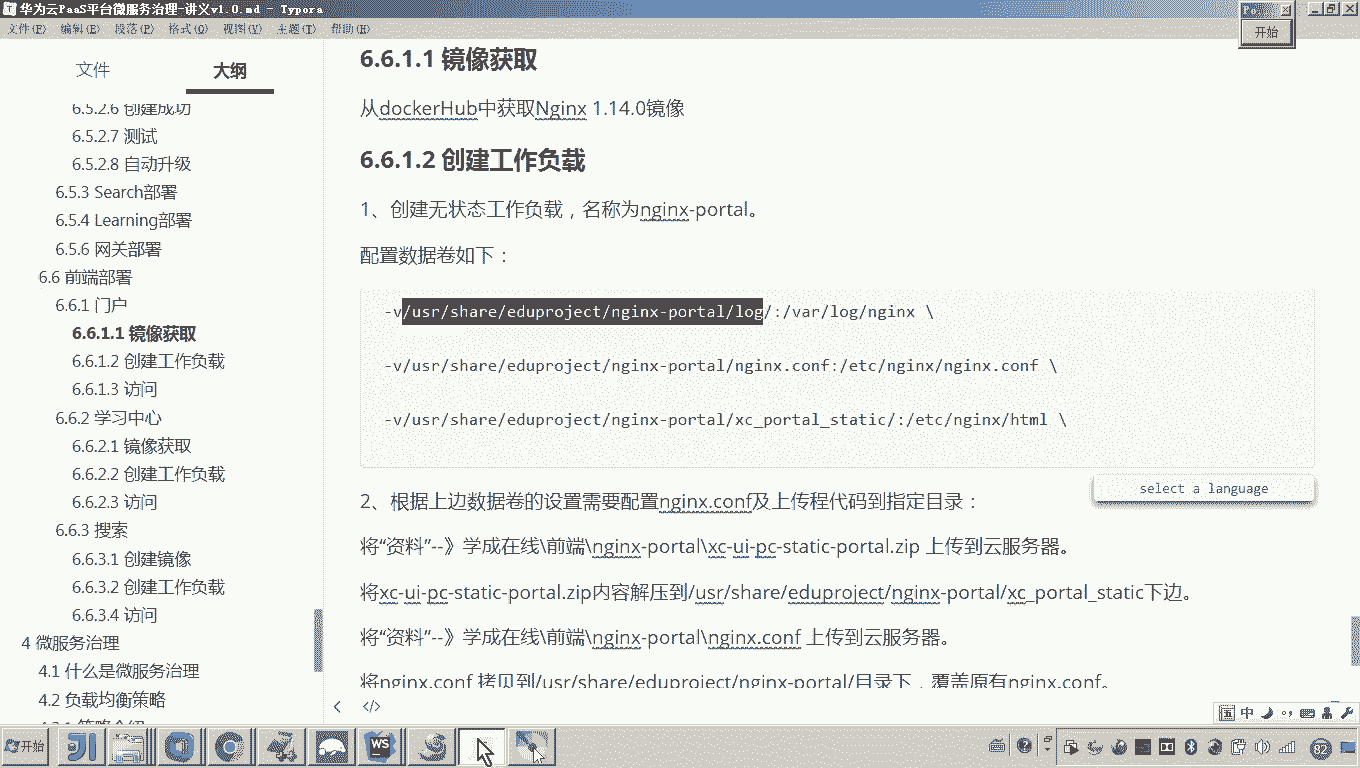 华为云PaaS平台微服务治理-讲义v1.0.md - Typora
文件(F) 编辑(E) 段落(P) 格式(O) 视图(V) 主题(T) 帮助(H)
开始
文件
大纲
6.5.2.6 创建成功
6.5.2.7 测试
6.5.2.8 自动升级
6.5.3 Search部署
6.5.4 Learning部署
6.5.6 网关部署
6.6 前端部署
6.6.1 门户
6.6.1.1 镜像获取
6.6.1.2 创建工作负载
6.6.1.3 访问
6.6.2 学习中心
6.6.2.1 镜像获取
6.6.2.2 创建工作负载
6.6.2.3 访问
6.6.3 搜索
6.6.3.1 创建镜像
6.6.3.2 创建工作负载
6.6.3.4 访问
4 微服务治理
4.1 什么是微服务治理
4.2 负载均衡策略
6.6.1.1 镜像获取
从dockerHub中获取Nginx 1.14.0镜像
6.6.1.2 创建工作负载
1、创建无状态工作负载，名称为nginx-portal。
配置数据卷如下：
-v/usr/share/eduproject/nginx-portal/log/:/var/log/nginx \
-v/usr/share/eduproject/nginx-portal/nginx.conf:/etc/nginx/nginx.conf \
-v/usr/share/eduproject/nginx-portal/xc_portal_static/:/etc/nginx/html \
select a language
2、根据上边数据卷的设置需要配置nginx.conf及上传程代码到指定目录：
将“资料”--》学成在线\前端\nginx-portal\xc-ui-pc-static-portal.zip 上传到云服务器。
将xc-ui-pc-static-portal.zip内容解压到/usr/share/eduproject/nginx-portal/xc_portal_static下边。
将“资料”--》学成在线\前端\nginx-portal\nginx.conf 上传到云服务器。
将nginx.conf 拷贝到/usr/share/eduproject/nginx-portal/目录下，覆盖原有nginx.conf。
五 中
开始
WS
82